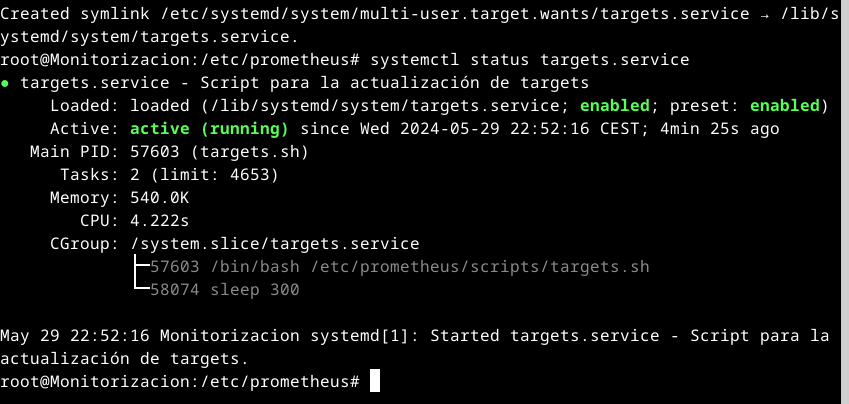 Created symlink /etc/systemd/system/multi-user.target.wants/targets.service → /lib/s
ystemd/system/targets.service.
root@Monitorizacion:/etc/prometheus# systemctl status targets.service
● targets.service - Script para la actualización de targets
     Loaded: loaded (/lib/systemd/system/targets.service; enabled; preset: enabled)
     Active: active (running) since Wed 2024-05-29 22:52:16 CEST; 4min 25s ago
   Main PID: 57603 (targets.sh)
      Tasks: 2 (limit: 4653)
     Memory: 540.0K
        CPU: 4.222s
     CGroup: /system.slice/targets.service
             ├─57603 /bin/bash /etc/prometheus/scripts/targets.sh
             └─58074 sleep 300

May 29 22:52:16 Monitorizacion systemd[1]: Started targets.service - Script para la
actualización de targets.
root@Monitorizacion:/etc/prometheus#